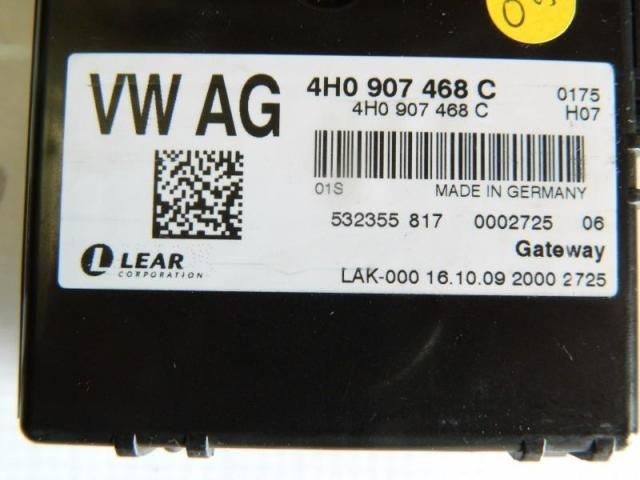 VW AG
4H0 907 468 C 0175
4H0 907 468 C H07
01S MADE IN GERMANY
532355 817 0002725 06
Gateway
LEAR
CORPORATION
LAK-000 16.10.09 2000 2725